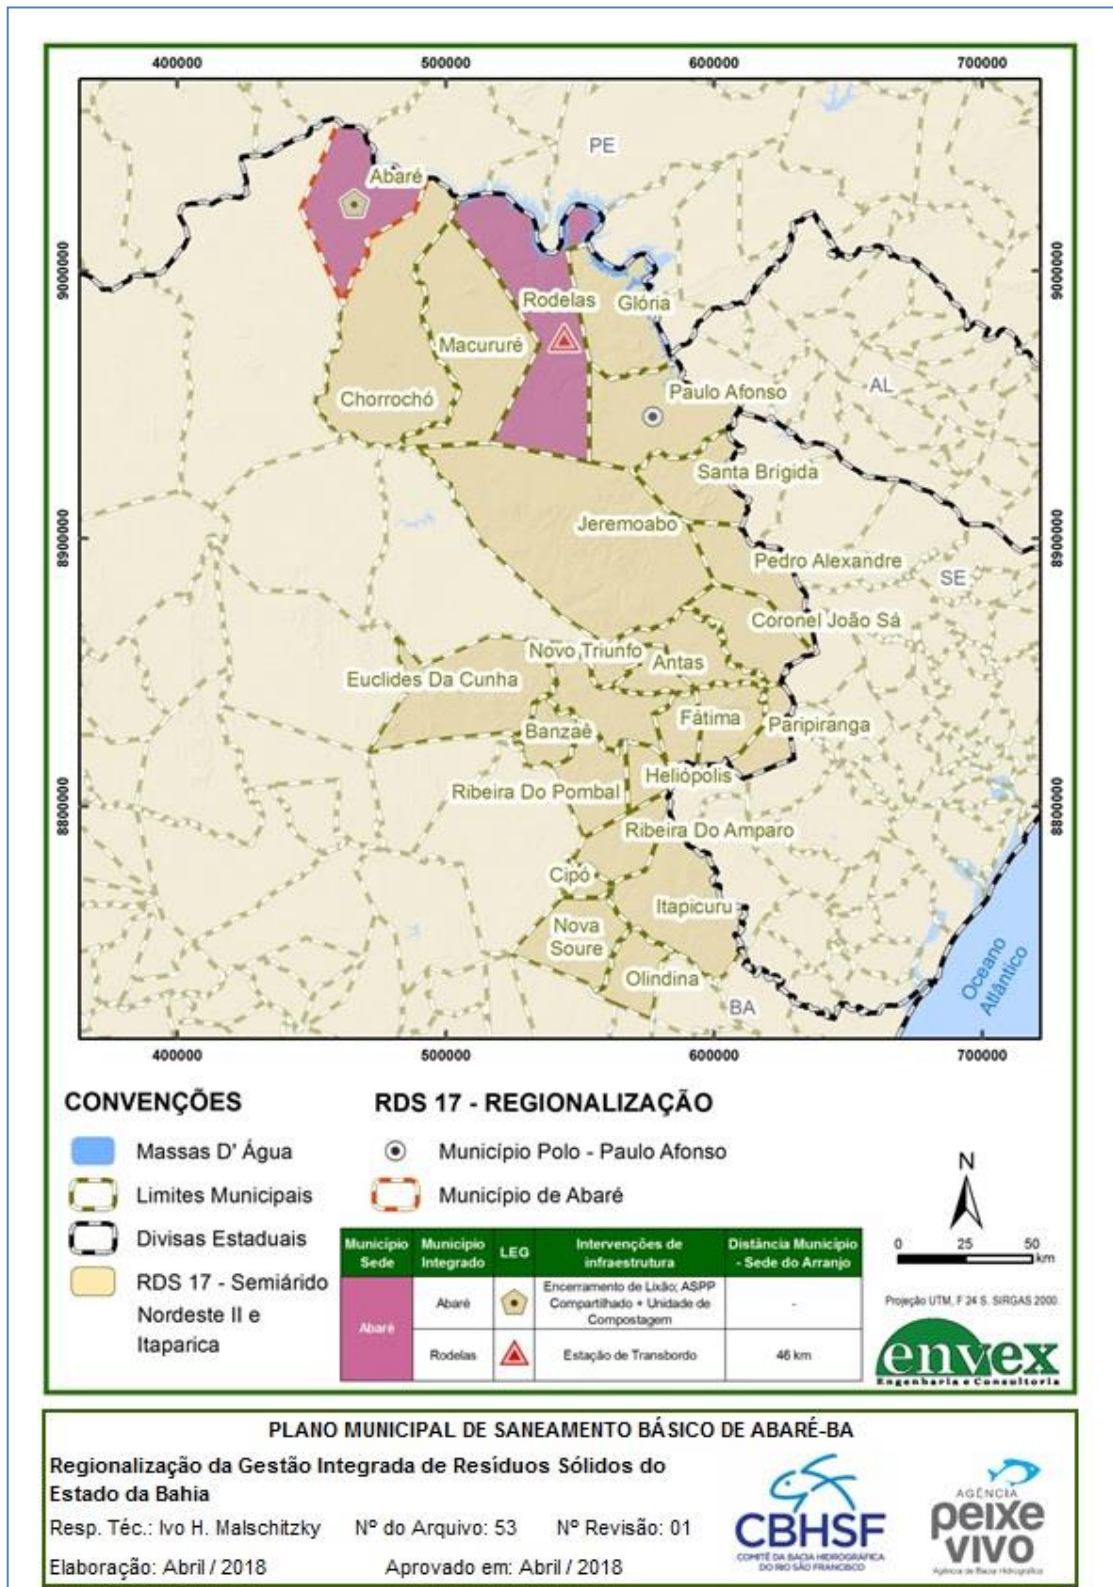 400000 500000 600000 700000
PE
Abaré
9000000 9000000
Rodelas
Glória
Macururé
AL
Paulo Afonso
Chorrochó
Santa Brigida
Jeremoabo
8900000 8900000
Pedro Alexandre
SE
Coronel João Sá
Novo Triunfo
Antas
Euclides Da Cunha
Fátima
Paripiranga
Banzaê
Heliópolis
Ribeira Do Pombal
8800000 8800000
Ribeira Do Amparo
Cipó
Itapicuru
Nova
Soure
Olindina
BA
Oceano
Atlântico
400000 500000 600000 700000
CONVENÇÕES
Massas D' Água
Limites Municipais
Divisas Estaduais
RDS 17 - Semiárido
Nordeste II e
Itaparica
RDS 17 - REGIONALIZAÇÃO
Município Polo - Paulo Afonso
Município de Abaré
Município Sede Município Integrado LEG Intervenções de infraestrutura Distância Município - Sede do Arranjo
Abaré
Abaré Encerramento de Lixão; ASPP Compartilhado + Unidade de Compostagem -
Rodelas Estação de Transbordo 46 km
N
0 25 50
km
Projeção UTM, F 24 S. SIRGAS 2000.
envex
Engenharia e Consultoria
PLANO MUNICIPAL DE SANEAMENTO BÁSICO DE ABARÉ-BA
Regionalização da Gestão Integrada de Resíduos Sólidos do
Estado da Bahia
Resp. Téc.: Ivo H. Malschitzky Nº do Arquivo: 53 Nº Revisão: 01
Elaboração: Abril / 2018 Aprovado em: Abril / 2018
CBHSF
COMITÊ DA BACIA HIDROGRÁFICA
DO RIO SÃO FRANCISCO
AGÊNCIA
peixe
vivo
Agência de Bacia Hidrográfica